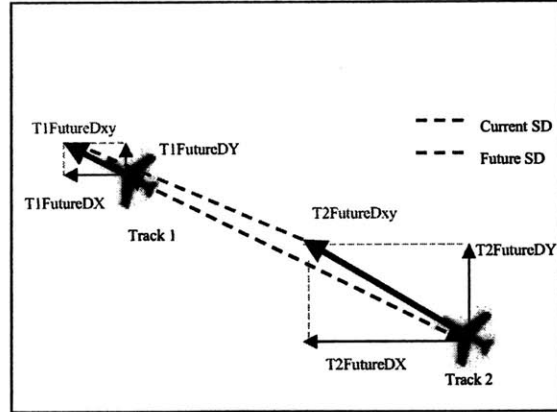 T1FutureDxy
T1FutureDY
Current SD
Future SD
T1FutureDX
T2FutureDxy
Track 1
T2FutureDY
T2FutureDX
Track 2